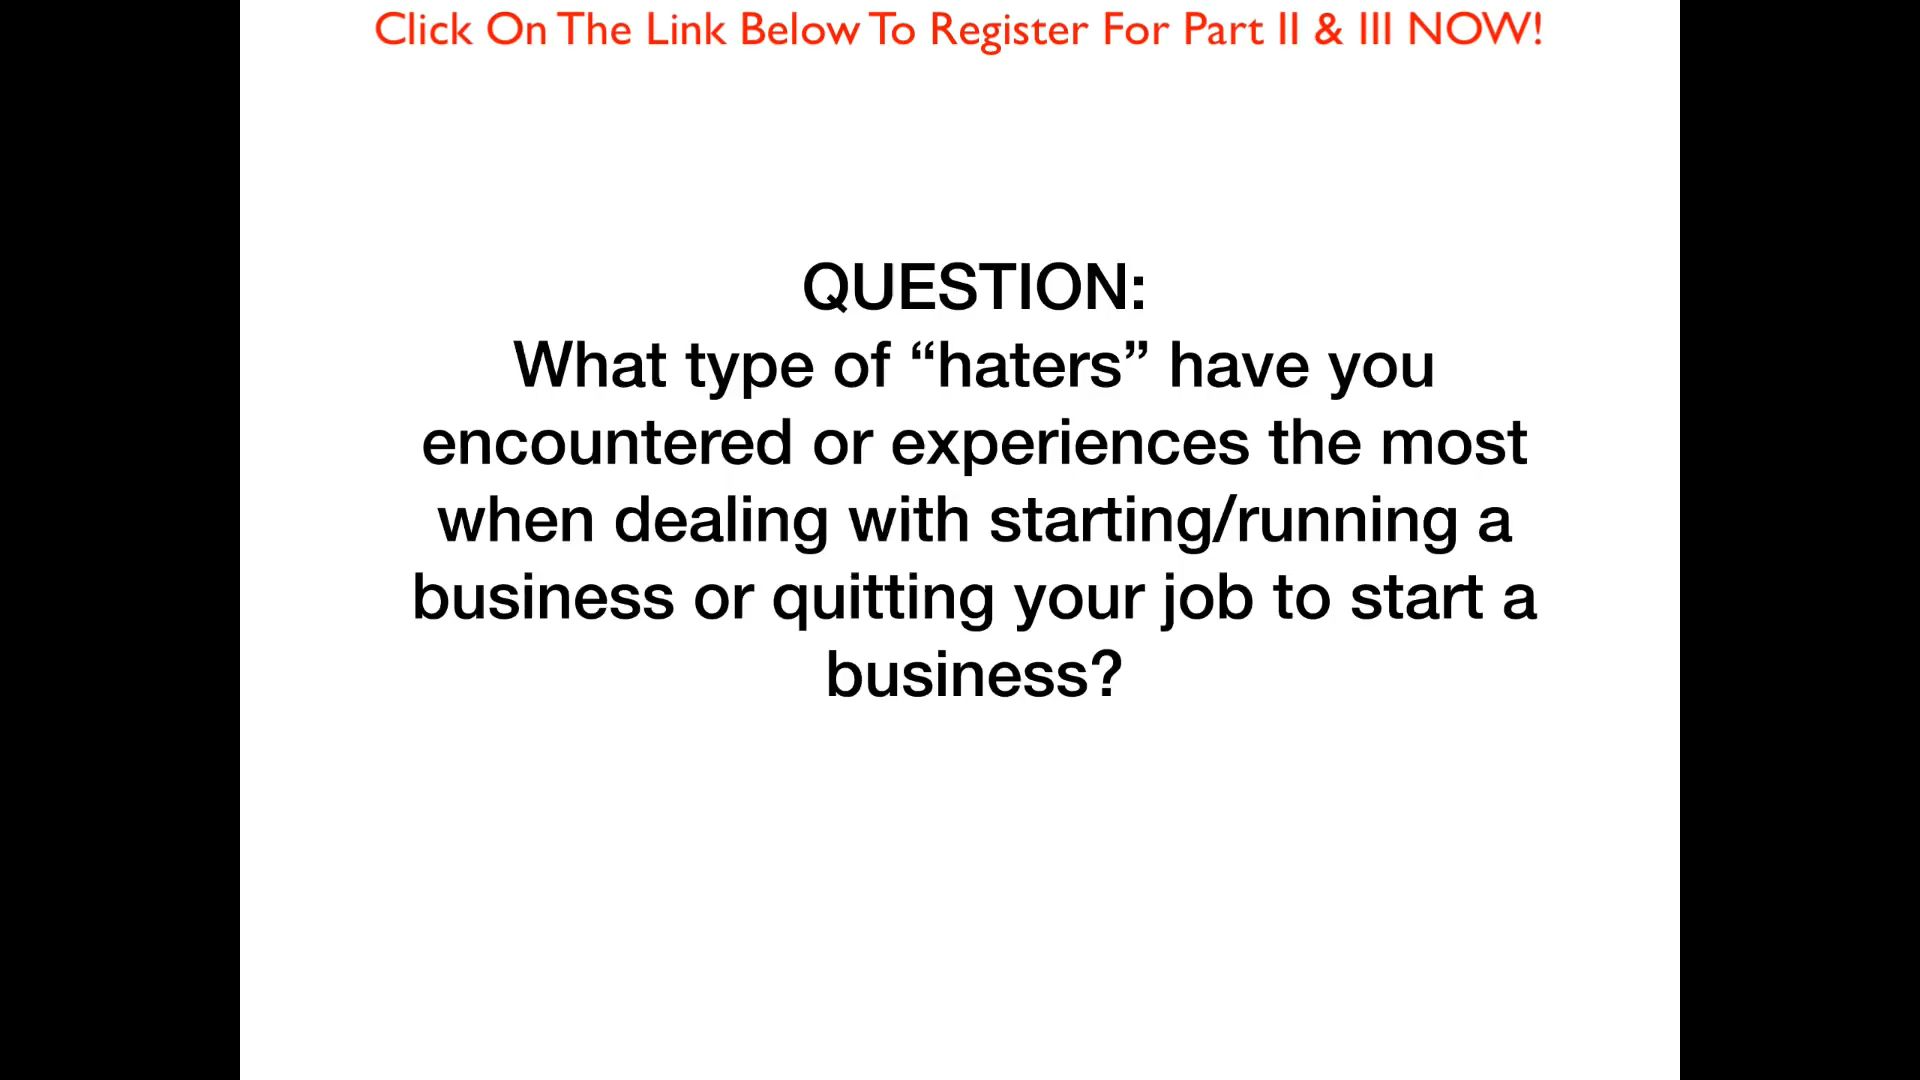 Click On The Link Below To Register For Part II & III NOW!
QUESTION:
What type of “haters” have you
encountered or experiences the most
when dealing with starting/running a
business or quitting your job to start a
business?